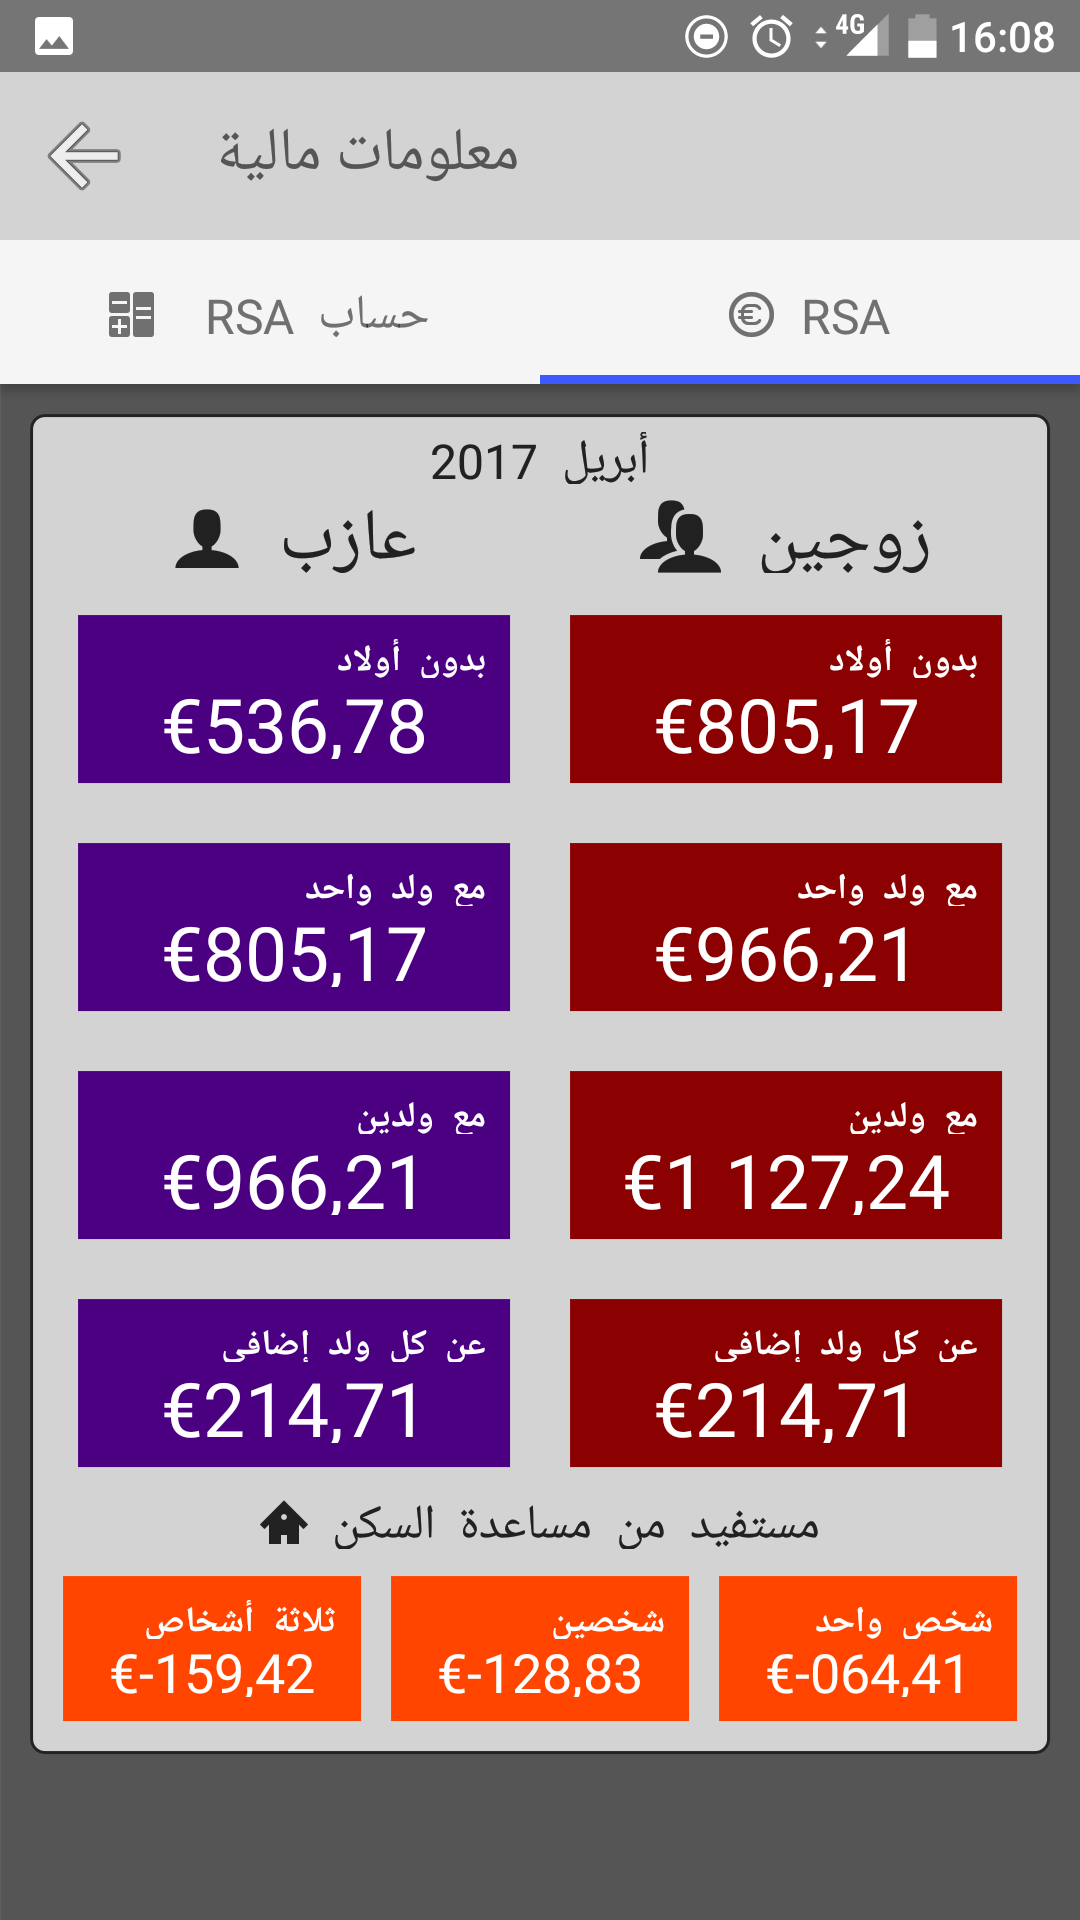 4G 16:08
معلومات مالية
RSA
حساب RSA
أبريل 2017
زوجين
عازب
بدون أولاد
€805,17
بدون أولاد
€536,78
مع ولد واحد
€966,21
مع ولد واحد
€805,17
مع ولدين
€1 127,24
مع ولدين
€966,21
عن كل ولد إضافى
€214,71
عن كل ولد إضافى
€214,71
مستفيد من مساعدة السكن
شخص واحد
€-064,41
شخصين
€-128,83
ثلاثة أشخاص
€-159,42